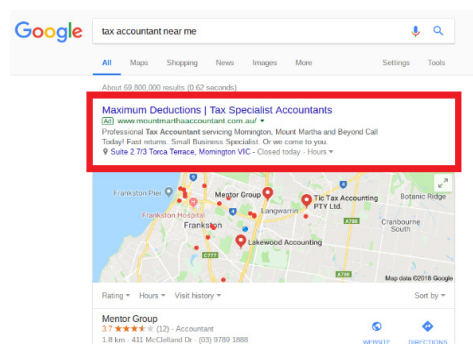 Google
tax accountant near me
All Maps Shopping News Images More Settings Tools
About 69,800,000 results (0.62 seconds)
Maximum Deductions | Tax Specialist Accountants
Ad www.mountmarthaaccountant.com.au/
Professional Tax Accountant servicing Mornington, Mount Martha and Beyond Call
Today! Fast returns. Small Business Specialist. Or we come to you.
Suite 2 7/3 Torca Terrace, Mornington VIC - Closed today - Hours
Frankston Pier
Mentor Group
Tic Tax Accounting
PTY Ltd.
Botanic Ridge
Frankston Hospital
Langwarrin
Frankston
A780
Cranbourne
South
Lakewood Accounting
C777
A780
Map data ©2018 Google
Rating Hours Visit history Sort by
Mentor Group
3.7 (12) - Accountant
1.8 km · 411 McClelland Dr · (03) 9789 1888
WEBSITE DIRECTIONS